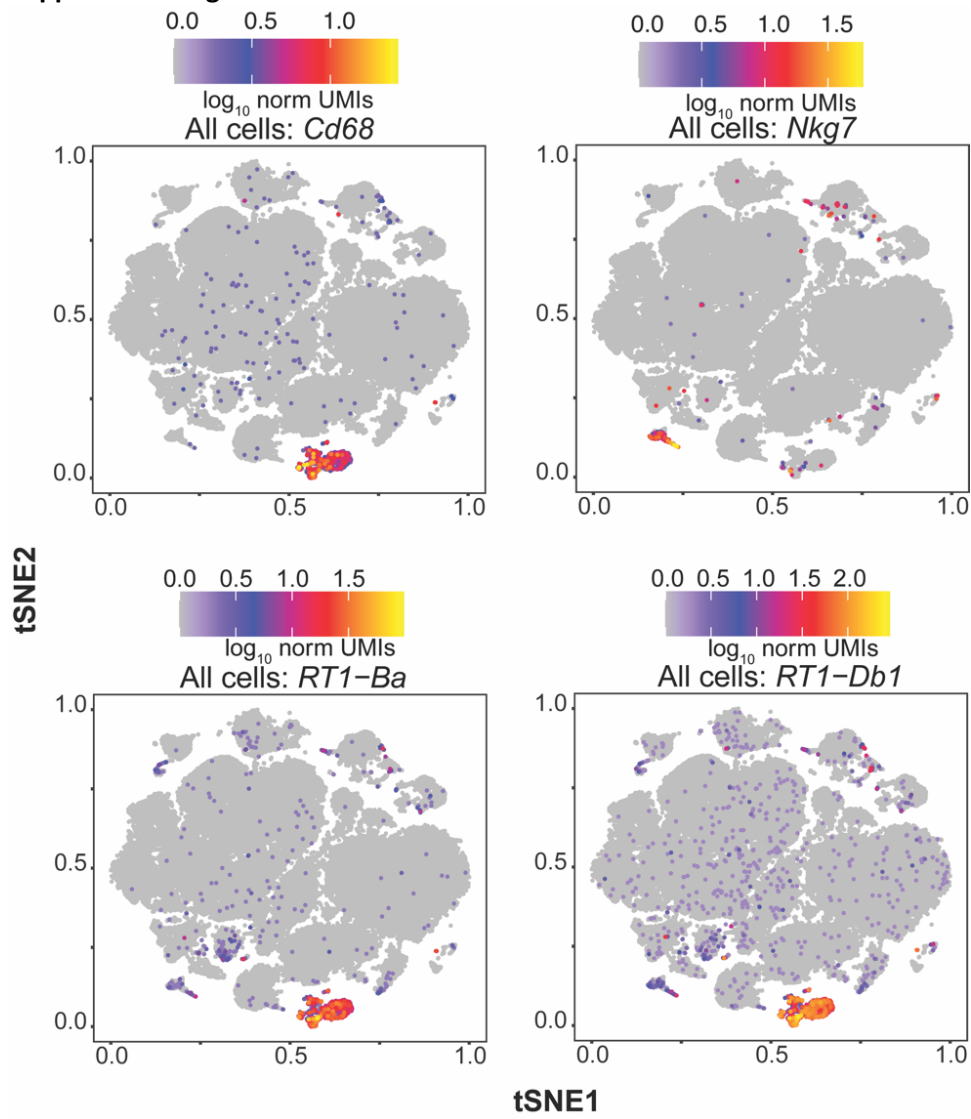 0.0 0.5 1.0
log10 norm UMIs
All cells: Cd68
1.0
0.5
0.0
0.0 0.5 1.0
0.0 0.5 1.0 1.5
log10 norm UMIs
All cells: Nkg7
1.0
0.5
0.0
0.0 0.5 1.0
tSNE2
0.0 0.5 1.0 1.5
log10 norm UMIs
All cells: RT1−Ba
1.0
0.5
0.0
0.0 0.5 1.0
0.0 0.5 1.0 1.5 2.0
log10 norm UMIs
All cells: RT1−Db1
1.0
0.5
0.0
0.0 0.5 1.0
tSNE1